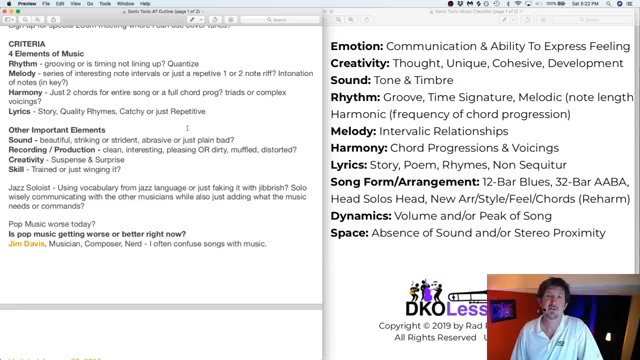 Sonic Tonic #7 Outline (page 1 of 2)
Sonic Tonic Music Checklist (page 1 of 2)
Sat 5:22 PM
Search
Search
CRITERIA
4 Elements of Music
Rhythm - grooving or is timing not lining up? Quantize
Melody - series of interesting note intervals or just a repetive 1 or 2 note riff? Intonation
of notes (in key?)
Harmony - Just 2 chords for entire song or a full chord prog? triads or complex
voicings?
Lyrics - Story, Quality Rhymes, Catchy or just Repetitive
Other Important Elements
Sound - beautiful, striking or strident, abrasive or just plain bad?
Recording / Production - clean, interesting, pleasing OR dirty, muffled, distorted?
Creativity - Suspense & Surprise
Skill - Trained or just winging it?
Jazz Soloist - Using vocabulary from jazz language or just faking it with jibbrish? Solo
wisely communicating with the other musicians while also just adding what the music
needs or commands?
Pop Music worse today?
Is pop music getting worse or better right now?
Jim Davis, Musician, Composer, Nerd - I often confuse songs with music.
Emotion: Communication & Ability To Express Feeling
Creativity: Thought, Unique, Cohesive, Development
Sound: Tone & Timbre
Rhythm: Groove, Time Signature, Melodic (note length
Harmonic (frequency of chord progression)
Melody: Intervalic Relationships
Harmony: Chord Progressions & Voicings
Lyrics: Story, Poem, Rhymes, Non Sequitur
Song Form/Arrangement: 12-Bar Blues, 32-Bar AABA,
Head Solos Head, New Arr/Style/Feel/Chords (Reharm)
Dynamics: Volume and/or Peak of Song
Space: Absence of Sound and/or Stereo Proximity
DKOLess
Copyright © 2019 by Rad
All Rights Reserved